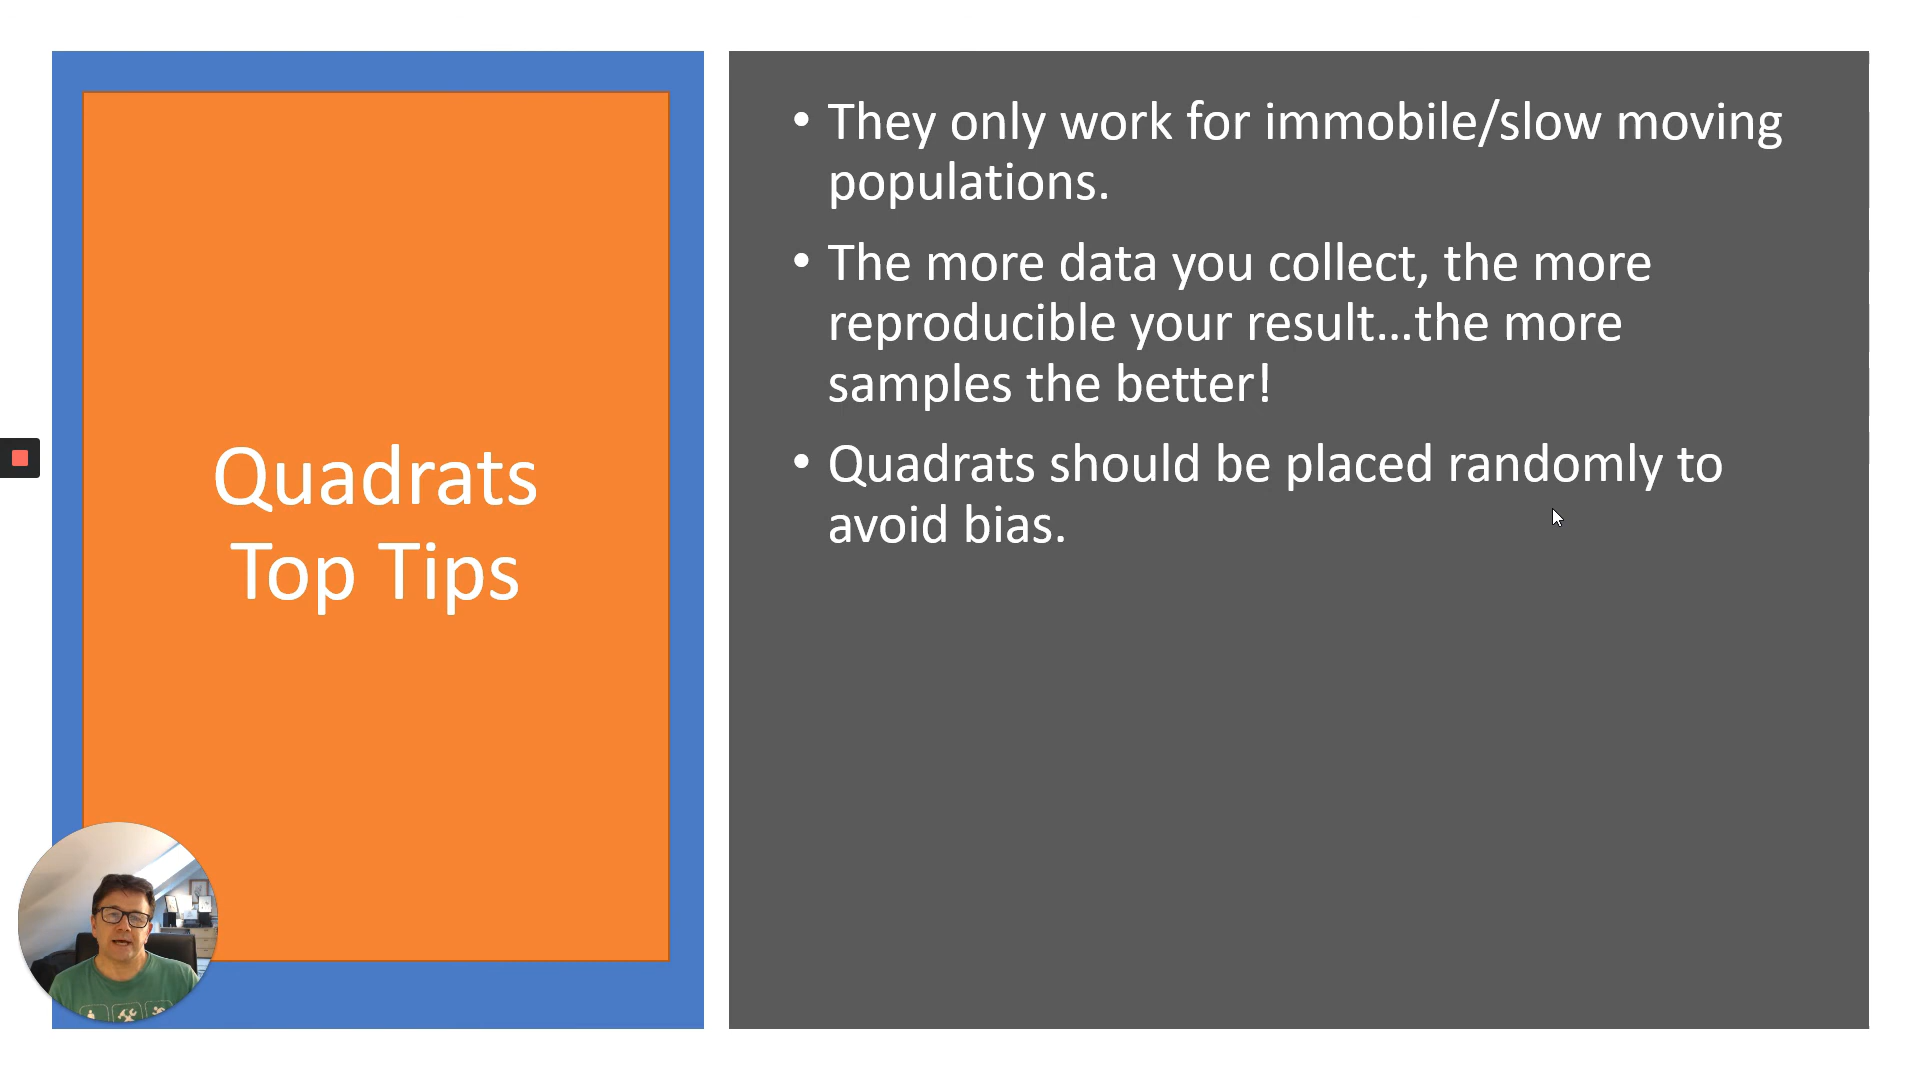 Quadrats
Top Tips
• They only work for immobile/slow moving
populations.
• The more data you collect, the more
reproducible your result...the more
samples the better!
• Quadrats should be placed randomly to
avoid bias.